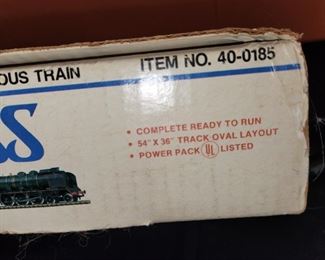 OUS TRAIN
ITEM NO. 40-0185
SS
• COMPLETE READY TO RUN
• 54" X 36" TRACK OVAL LAYOUT
• POWER PACK UL LISTED